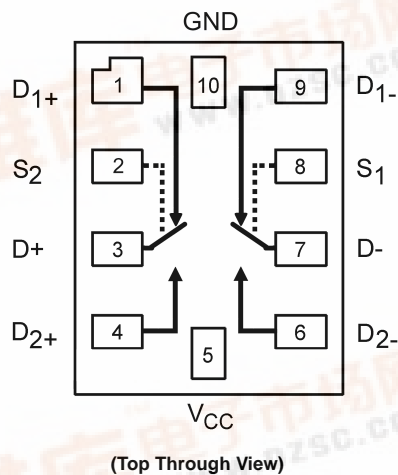 GND
D1+ 1 10 9 D1-
S2 2 8 S1
D+ 3 7 D-
D2+ 4 5 6 D2-
VCC
(Top Through View)